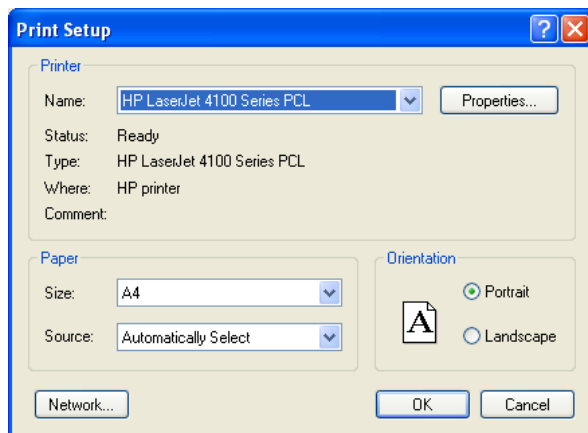 Print Setup
Printer
Name: HP LaserJet 4100 Series PCL Properties...
Status: Ready
Type: HP LaserJet 4100 Series PCL
Where: HP printer
Comment:
Paper
Size: A4
Source: Automatically Select
Orientation
A
Portrait
Landscape
Network... OK Cancel